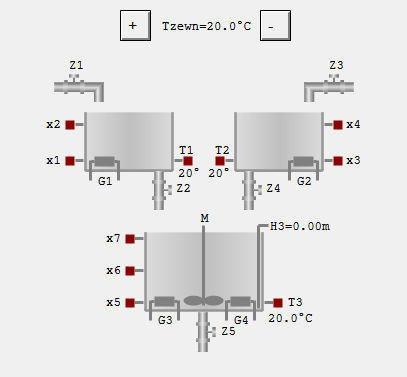 + Tzewn=20.0°C -
Z1 Z3
x2 x4
T1 T2
x1 x3
20° 20°
G1 G2
Z2 Z4
M
H3=0.00m
x7
x6
x5 T3
G3 G4 20.0°C
Z5